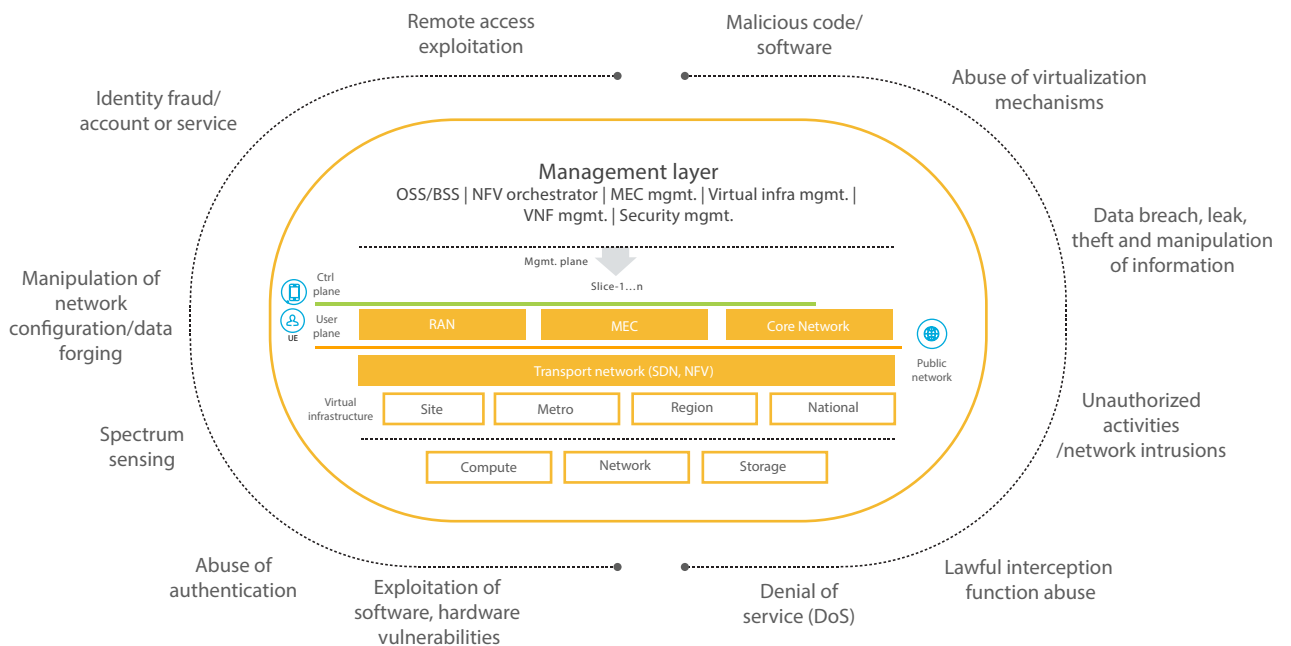 Remote access
exploitation
Malicious code/
software
Identity fraud/
account or service
Abuse of virtualization
mechanisms
Management layer
OSS/BSS | NFV orchestrator | MEC mgmt. | Virtual infra mgmt. |
VNF mgmt. | Security mgmt.
Data breach, leak,
theft and manipulation
of information
Manipulation of
network
configuration/data
forging
Mgmt. plane
Slice-1...n
Ctrl
plane
User
plane
UE
RAN
MEC
Core Network
Public
network
Transport network (SDN, NFV)
Virtual
infrastructure
Site
Metro
Region
National
Compute
Network
Storage
Spectrum
sensing
Unauthorized
activities
/network intrusions
Abuse of
authentication
Exploitation of
software, hardware
vulnerabilities
Denial of
service (DoS)
Lawful interception
function abuse